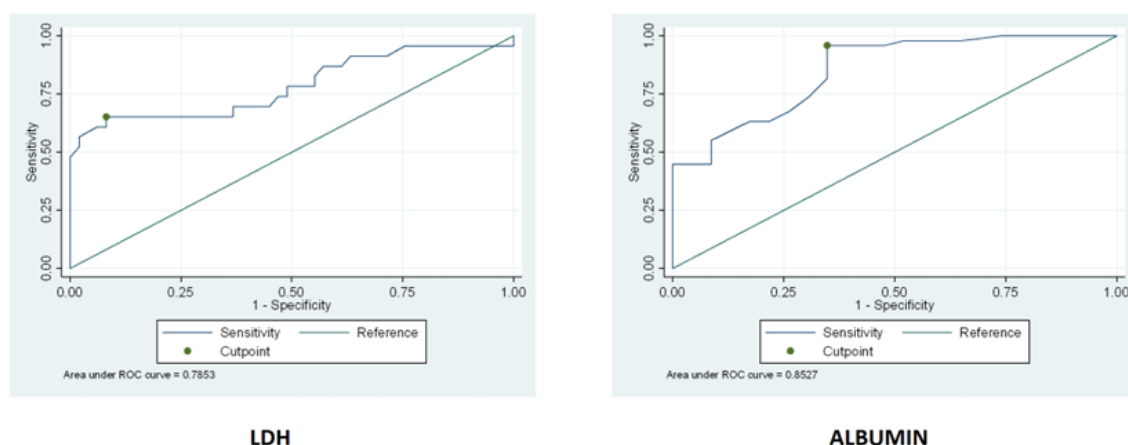 1.00
0.75
0.50
0.25
0.00
Sensitivity
0.00 0.25 0.50 0.75 1.00
1 - Specificity
Sensitivity Reference
Cutpoint
Area under ROC curve = 0.7853
LDH
1.00
0.75
0.50
0.25
0.00
Sensitivity
0.00 0.25 0.50 0.75 1.00
1 - Specificity
Sensitivity Reference
Cutpoint
Area under ROC curve = 0.8527
ALBUMIN